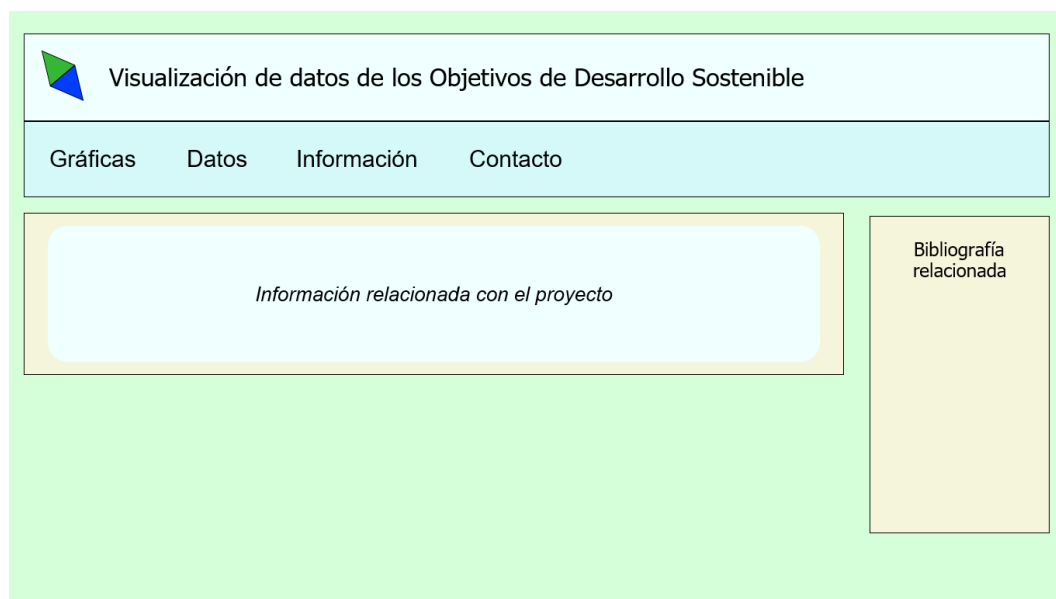 Visualización de datos de los Objetivos de Desarrollo Sostenible
Gráficas Datos Información Contacto
Información relacionada con el proyecto
Bibliografía
relacionada